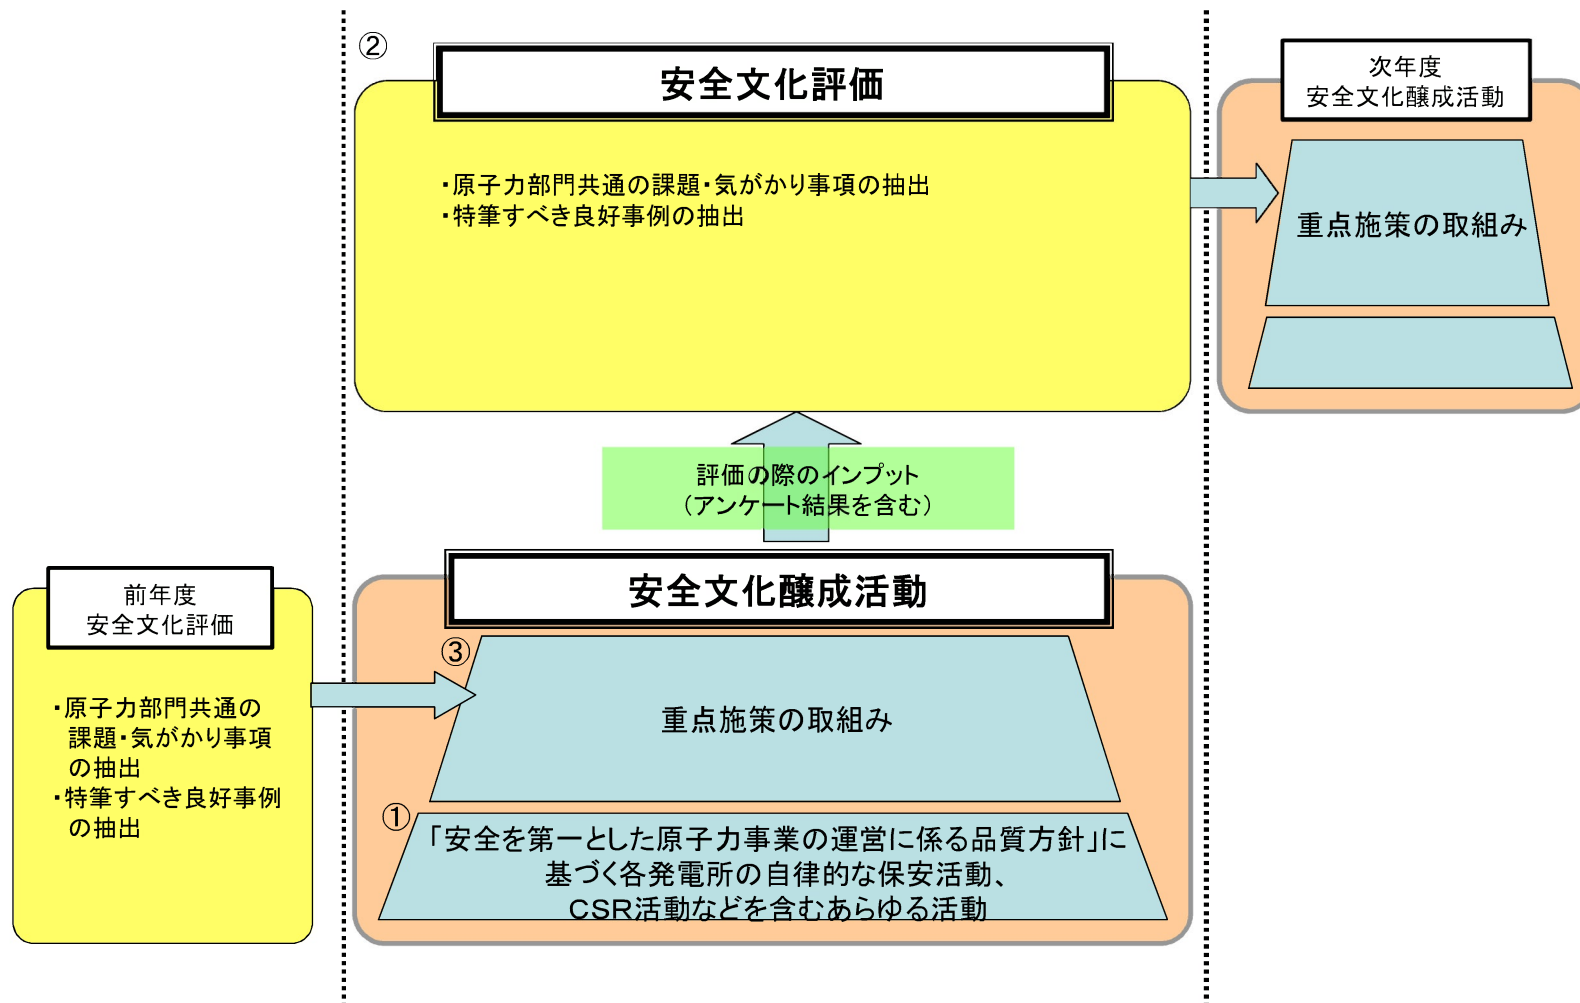 ②
安全文化評価
・原子力部門共通の課題・気がかり事項の抽出
・特筆すべき良好事例の抽出
次年度
安全文化醸成活動
重点施策の取組み
評価の際のインプット
（アンケート結果を含む）
前年度
安全文化評価
・原子力部門共通の
課題・気がかり事項
の抽出
・特筆すべき良好事例
の抽出
安全文化醸成活動
③
重点施策の取組み
①
「安全を第一とした原子力事業の運営に係る品質方針」に
基づく各発電所の自律的な保安活動、
CSR活動などを含むあらゆる活動